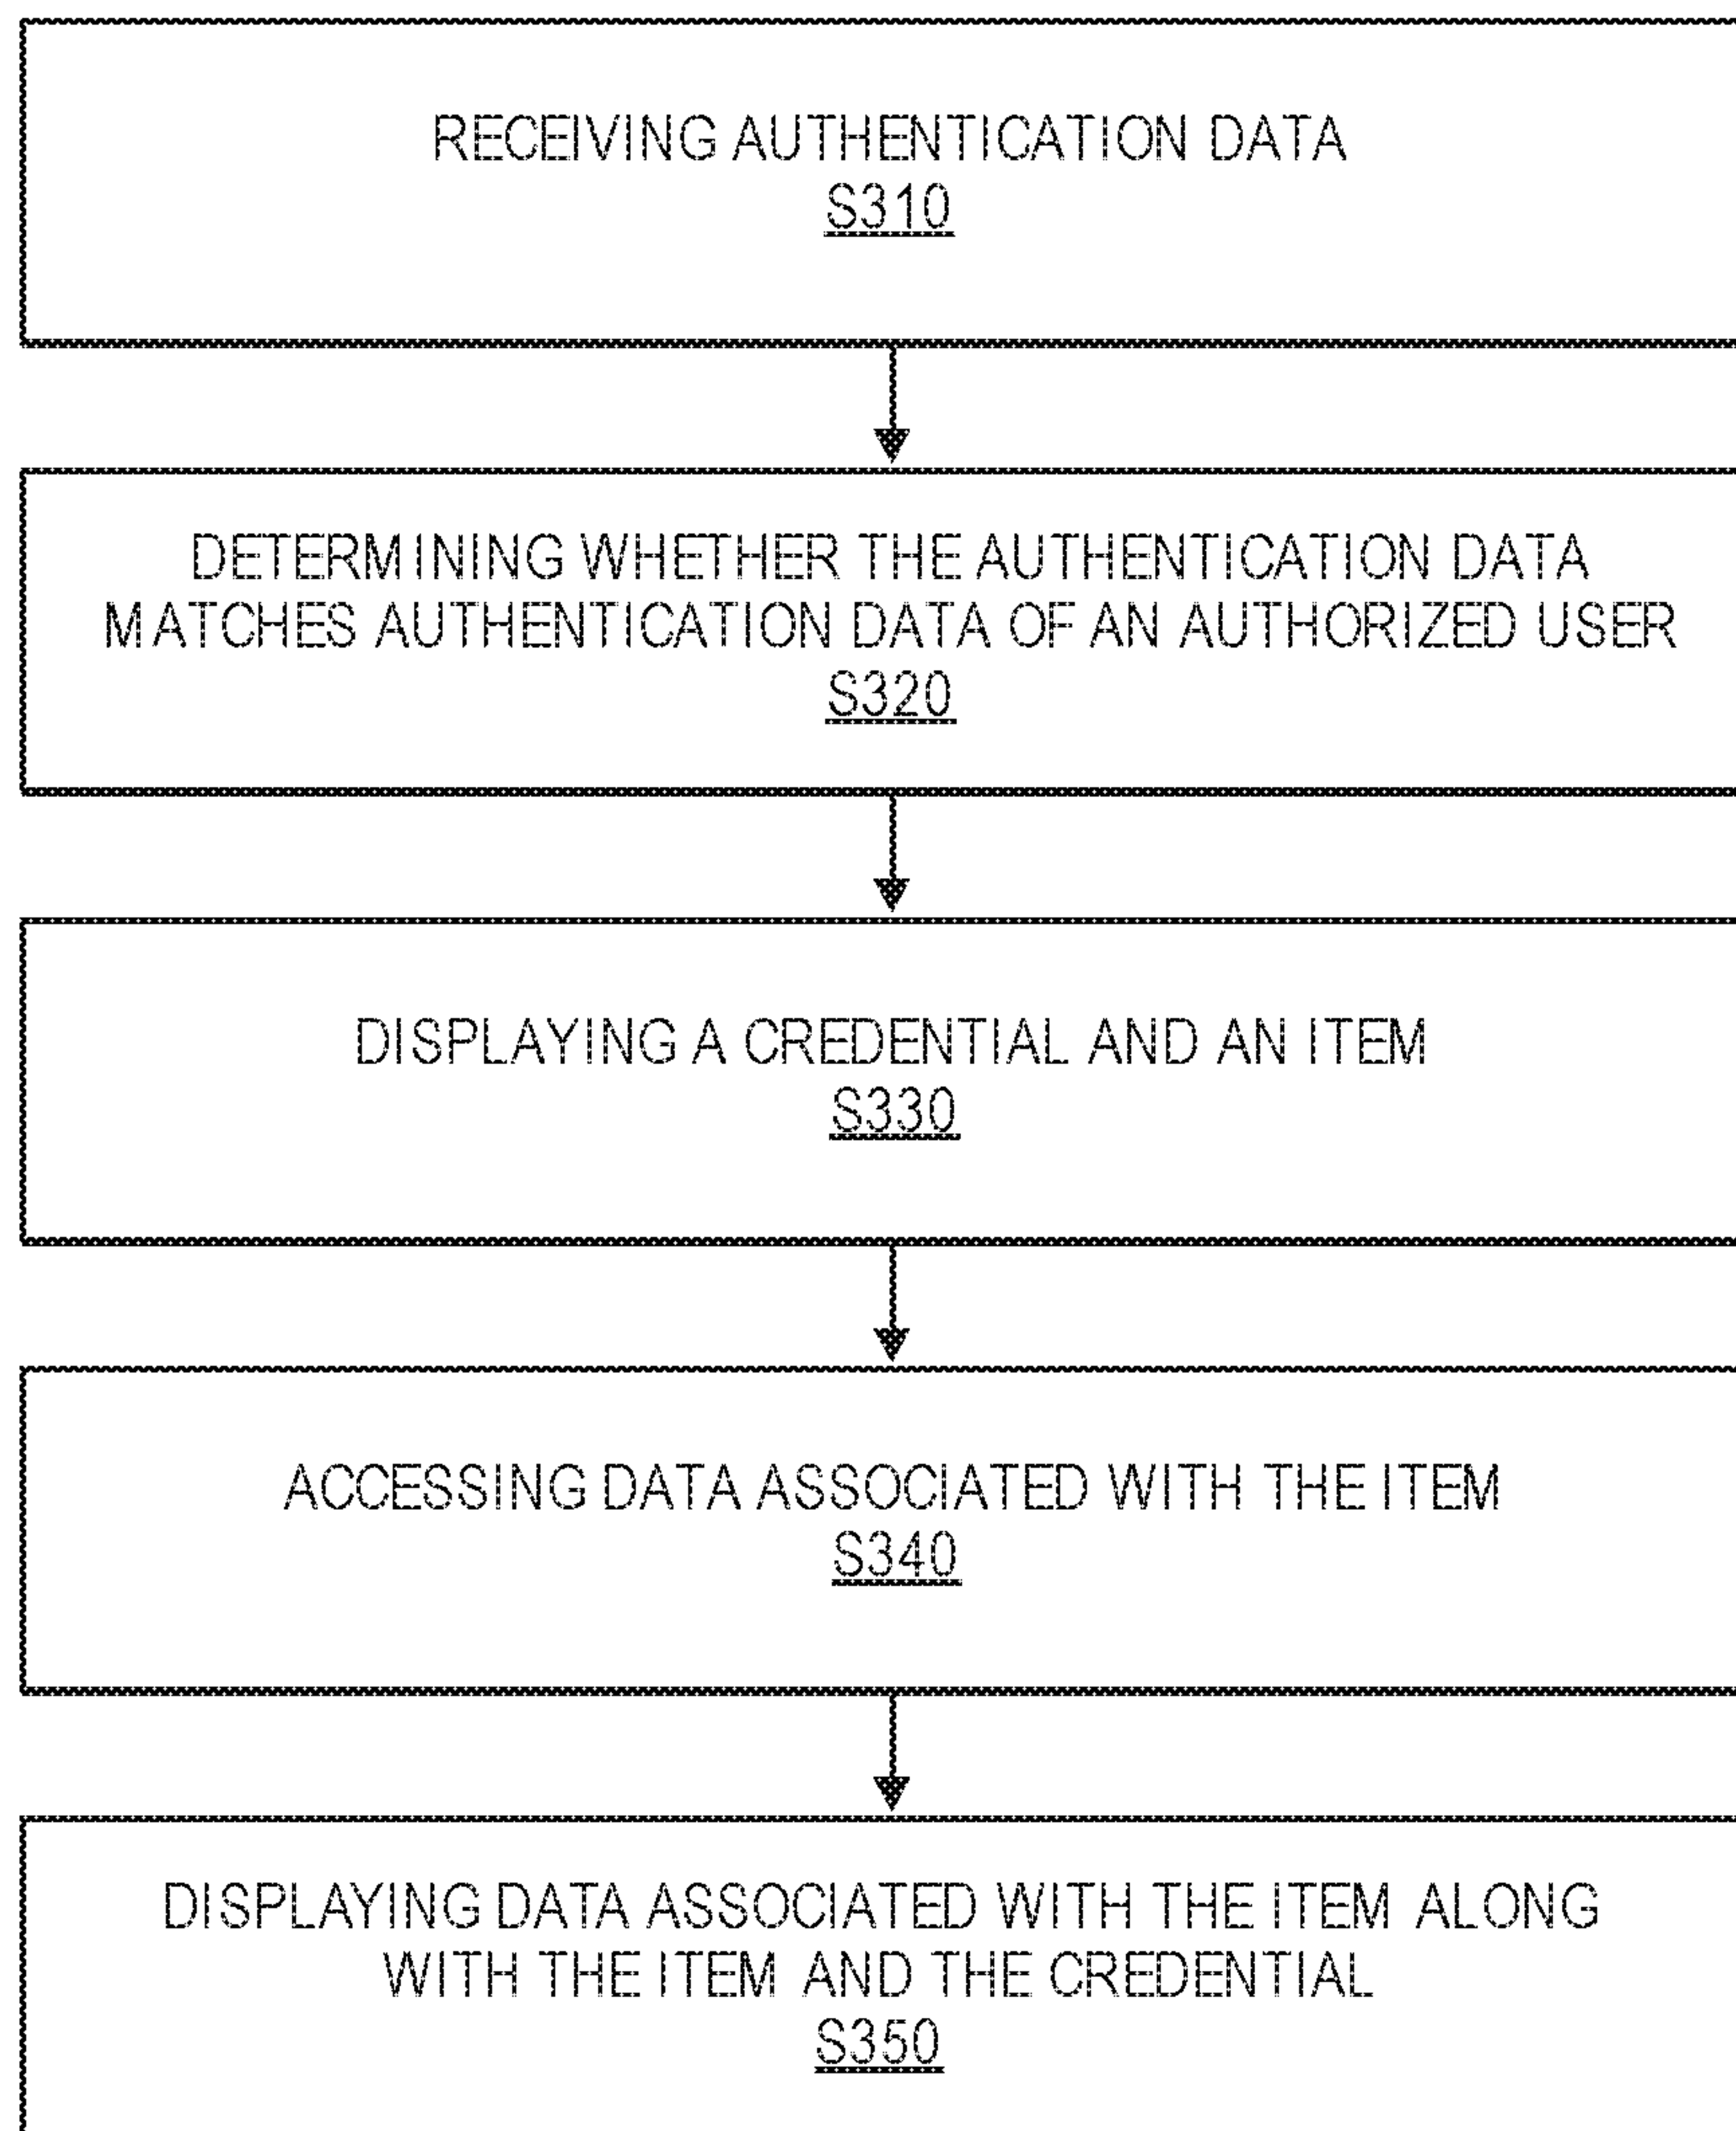 RECEIVING AUTHENTICATION DATA
S310
DETERMINING WHETHER THE AUTHENTICATION DATA
MATCHES AUTHENTICATION DATA OF AN AUTHORIZED USER
S320
DISPLAYING A CREDENTIAL AND AN ITEM
S330
ACCESSING DATA ASSOCIATED WITH THE ITEM
S340
DISPLAYING DATA ASSOCIATED WITH THE ITEM ALONG
WITH THE ITEM AND THE CREDENTIAL
S350